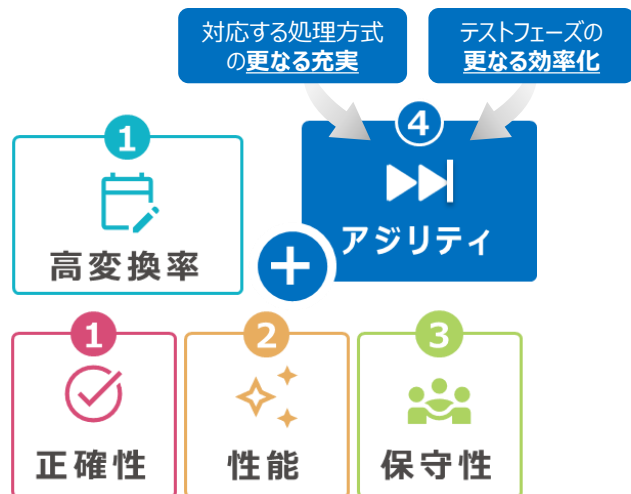 対応する処理方式
の更なる充実
テストフェーズの
更なる効率化
1
高変換率
4
アジリティ
+
1
正確性
2
性能
3
保守性